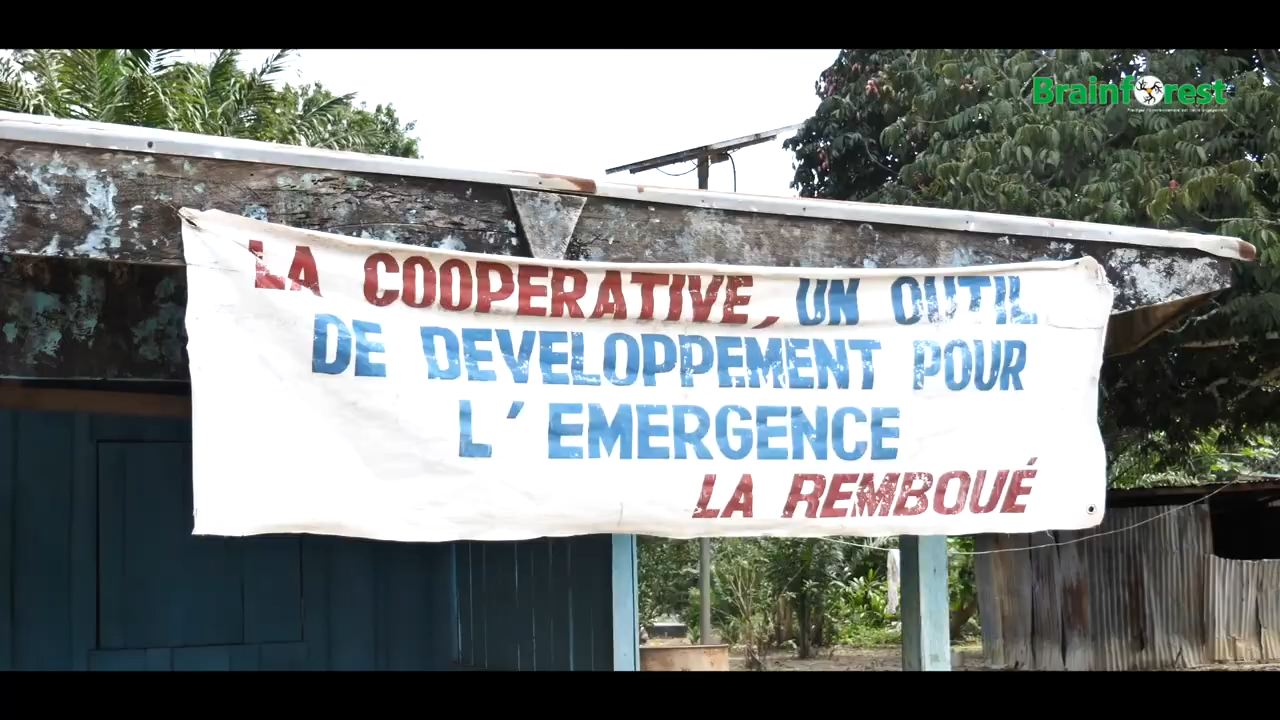 Brainforest
LA COOPERATIVE, UN OUTIL
DE DEVELOPPEMENT POUR
L'EMERGENCE
LA REMBOUÉ